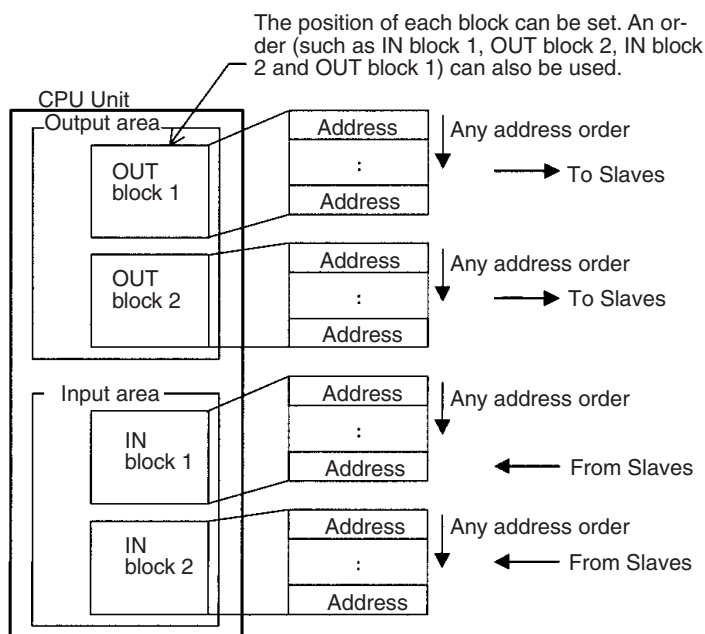 The position of each block can be set. An or-
der (such as IN block 1, OUT block 2, IN block
2 and OUT block 1) can also be used.
CPU Unit
Output area
OUT
block 1
Address
:
Address
Any address order
To Slaves
OUT
block 2
Address
:
Address
Any address order
To Slaves
Input area
IN
block 1
Address
:
Address
Any address order
From Slaves
IN
block 2
Address
:
Address
Any address order
From Slaves